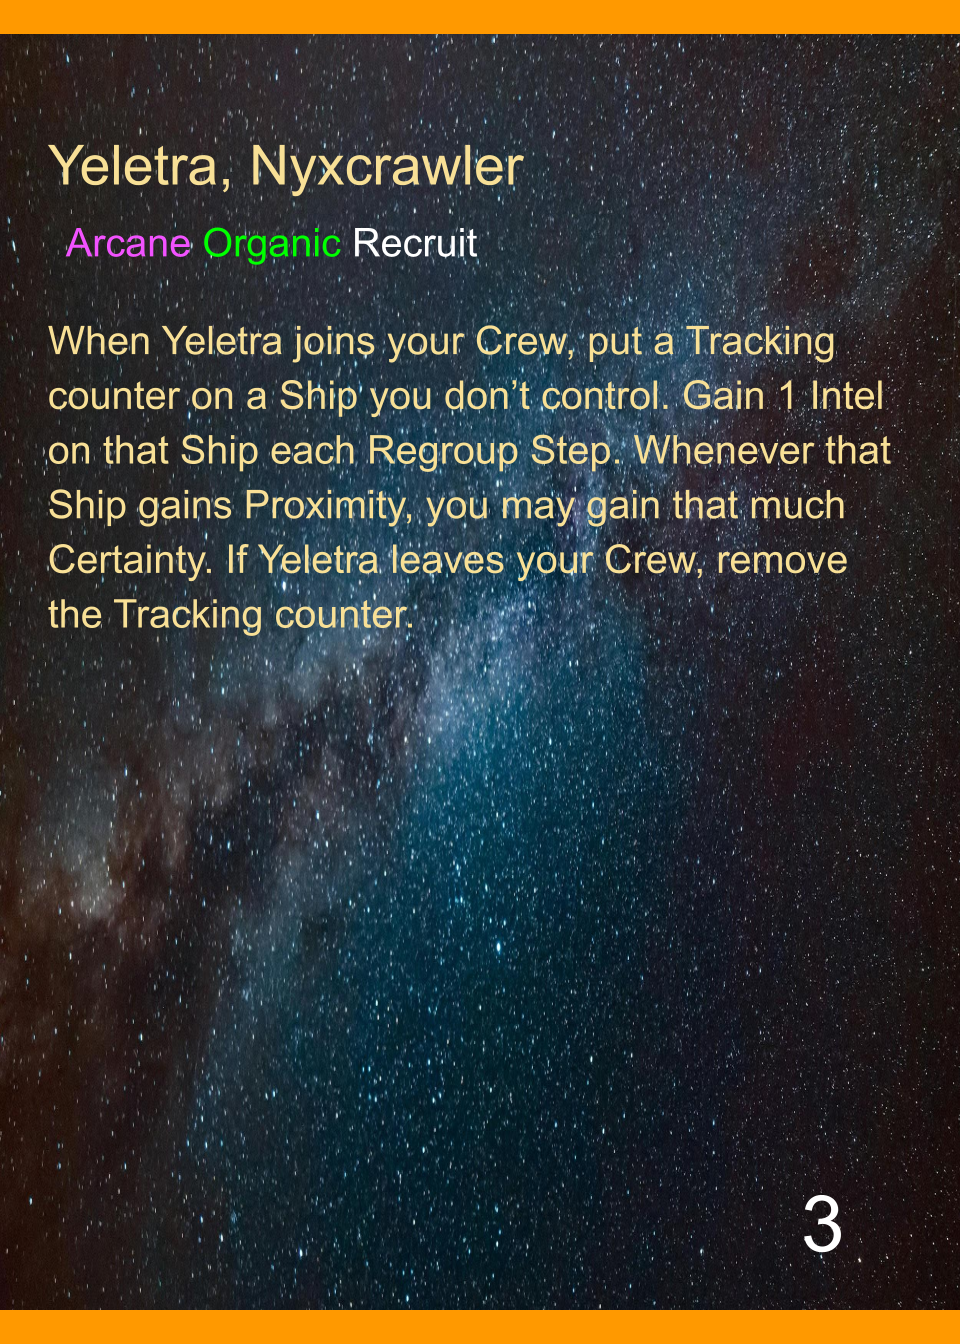 Yeletra, Nyxcrawler
Arcane Organic Recruit
When Yeletra joins your Crew, put a Tracking
counter on a Ship you don’t control. Gain 1 Intel
on that Ship each Regroup Step. Whenever that
Ship gains Proximity, you may gain that much
Certainty. If Yeletra leaves your Crew, remove
the Tracking counter.
3